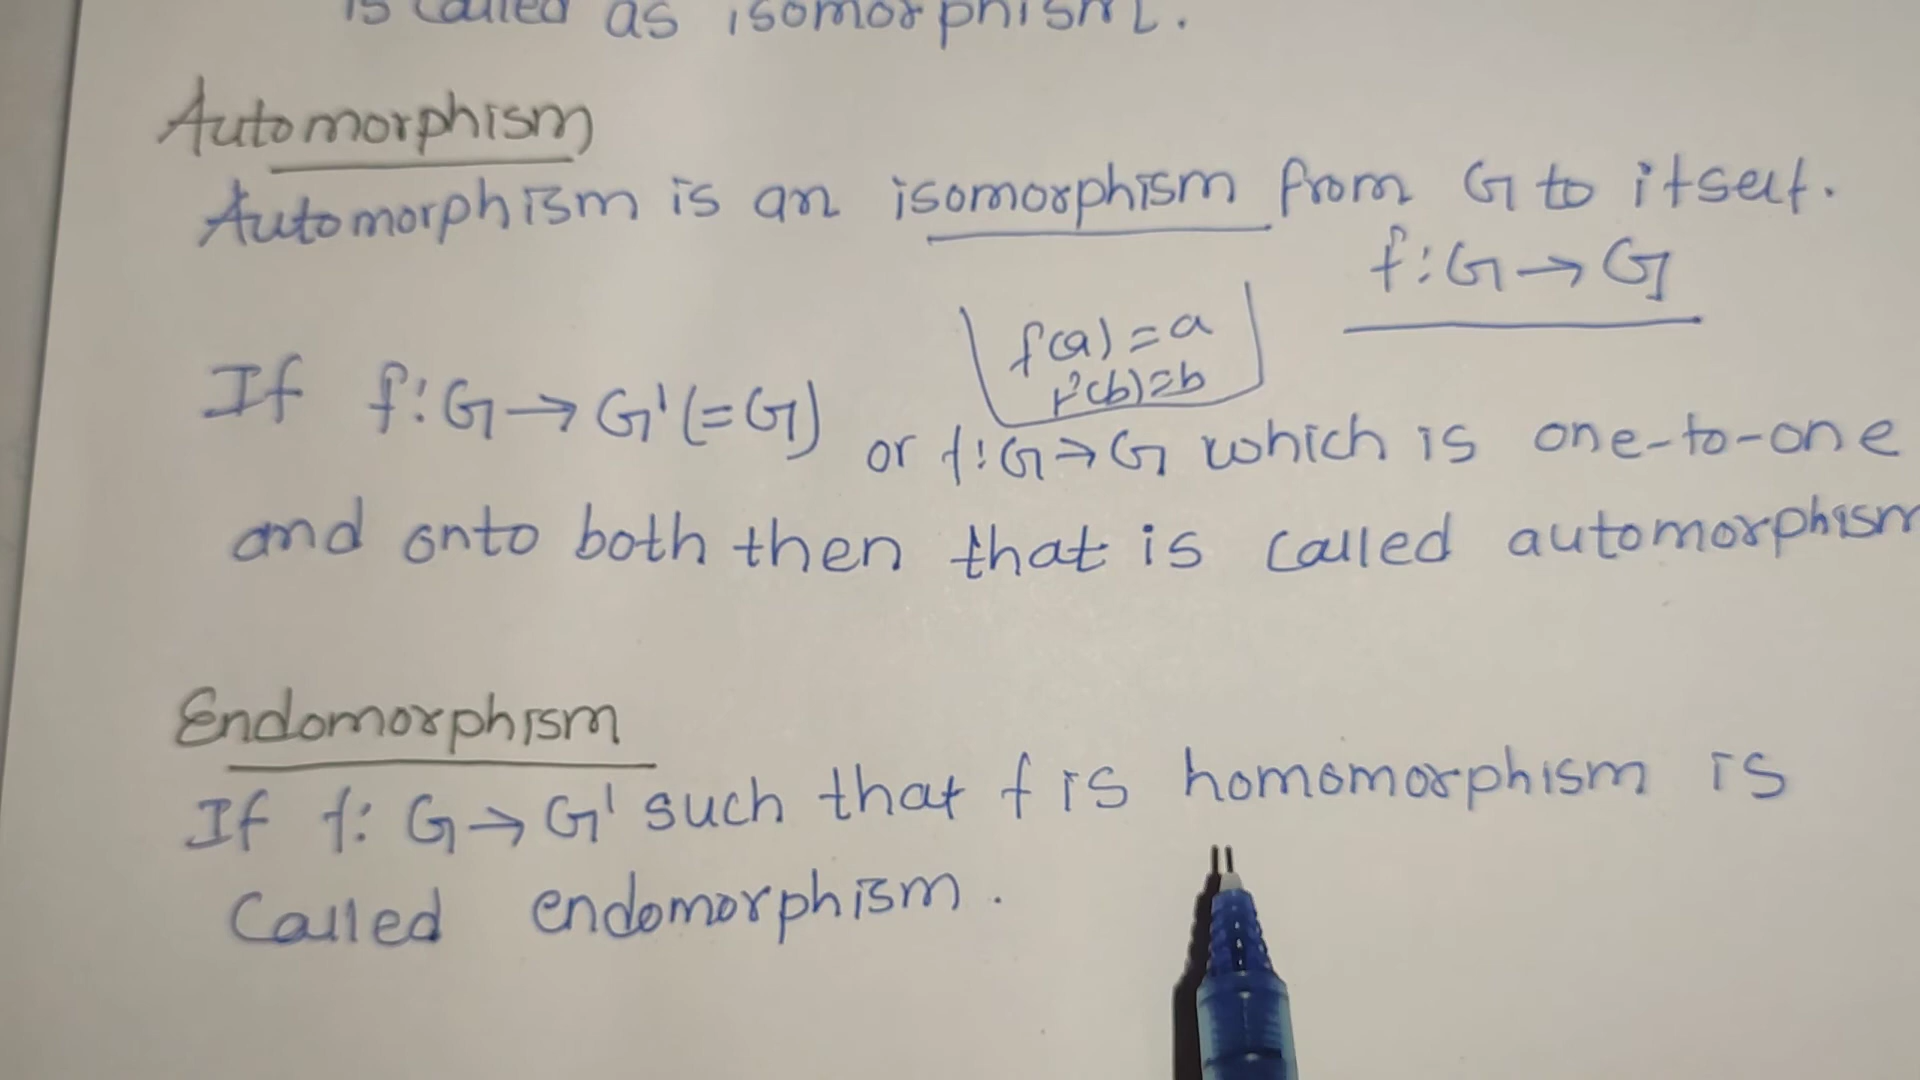 is called as isomorphism.
Automorphism
Automorphism is an isomorphism from G to itself.
f:G→G
f(a)=a
f(b)=b
If f:G→G'(=G) or f:G→G which is one-to-one
and onto both then that is called automorphism
Endomorphism
If f: G→G' such that f is homomorphism is
Called endomorphism.